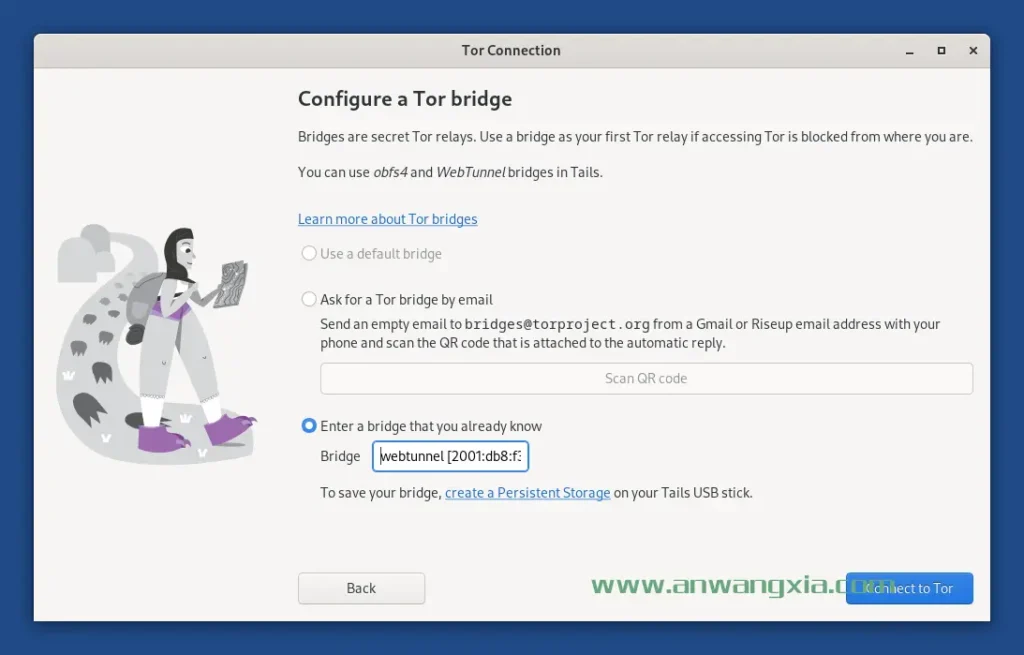 Tor Connection
Configure a Tor bridge
Bridges are secret Tor relays. Use a bridge as your first Tor relay if accessing Tor is blocked from where you are.
You can use obfs4 and WebTunnel bridges in Tails.
Learn more about Tor bridges
Use a default bridge
Ask for a Tor bridge by email
Send an empty email to bridges@torproject.org from a Gmail or Riseup email address with your
phone and scan the QR code that is attached to the automatic reply.
Scan QR code
Enter a bridge that you already know
Bridge webtunnel [2001:db8:f3
To save your bridge, create a Persistent Storage on your Tails USB stick.
Back
www.anwangxia.com
Connect to Tor